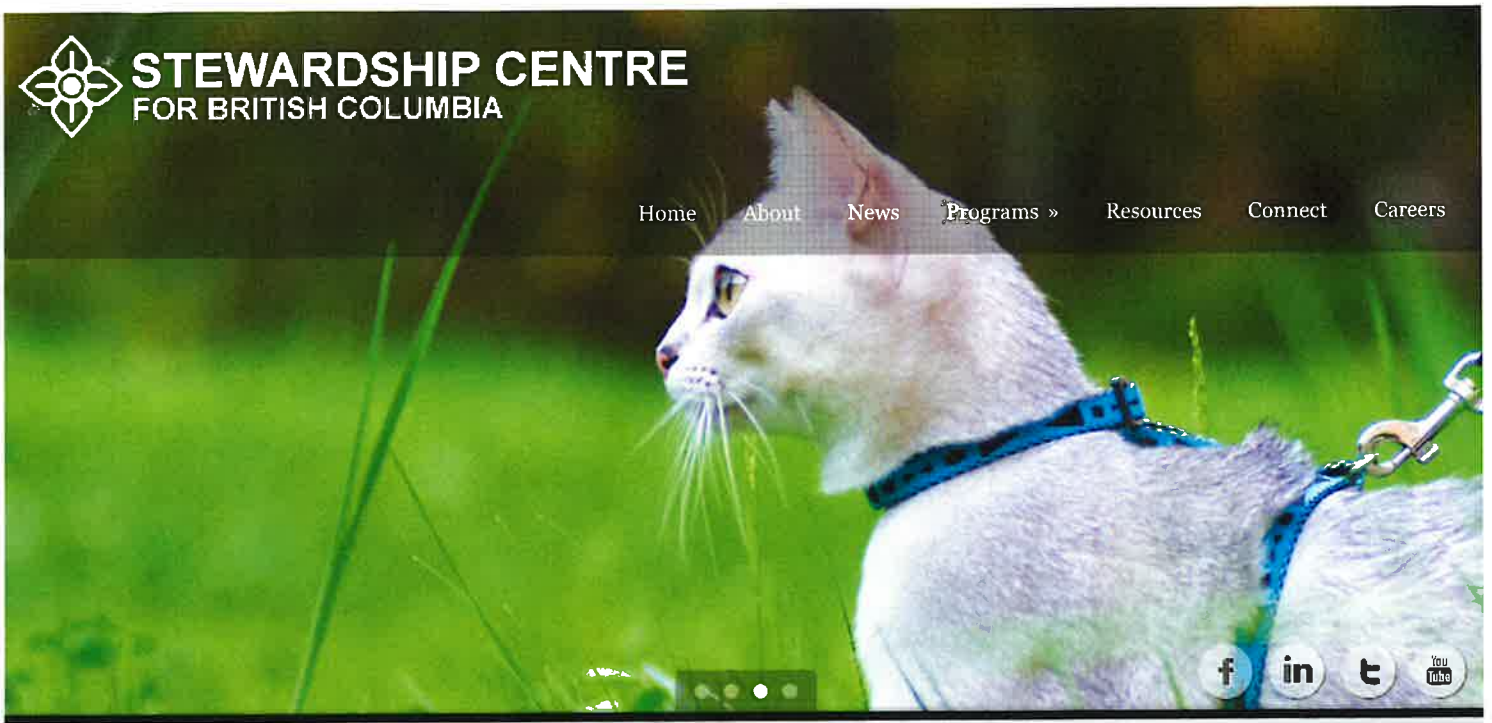 STEWARDSHIP CENTRE
FOR BRITISH COLUMBIA
Home About News Programs » Resources Connect Careers
f in t You Tube